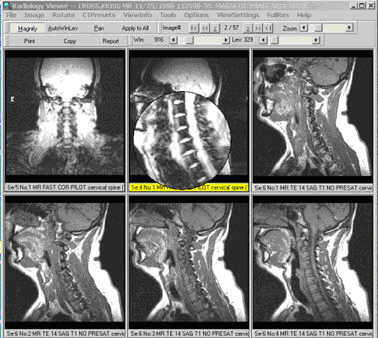 Radiology Viewer -- CROSS,KRISS MR 11/25/1998 112598-35 MAGNETIC IMAGE NECK SPINE
File Image Rotate CTPresets ViewInfo Tools Options ViewSettings FullRes Help
Magnify AutoWinLev Pan Apply to All Image# 2 / 57 Zoom:
Print Copy Report Win: 916 Lev: 329
R
Se:5 No:1 MR FAST COR PILOT cervical spine [
Se:4 No:1 MR PILOT cervical spine [
Se:6 No:1 MR TE 14 SAG T1 NO PRESAT cervical
Se:6 No:2 MR TE 14 SAG T1 NO PRESAT cervical
Se:6 No:3 MR TE 14 SAG T1 NO PRESAT cervical
Se:6 No:4 MR TE 14 SAG T1 NO PRESAT cervical